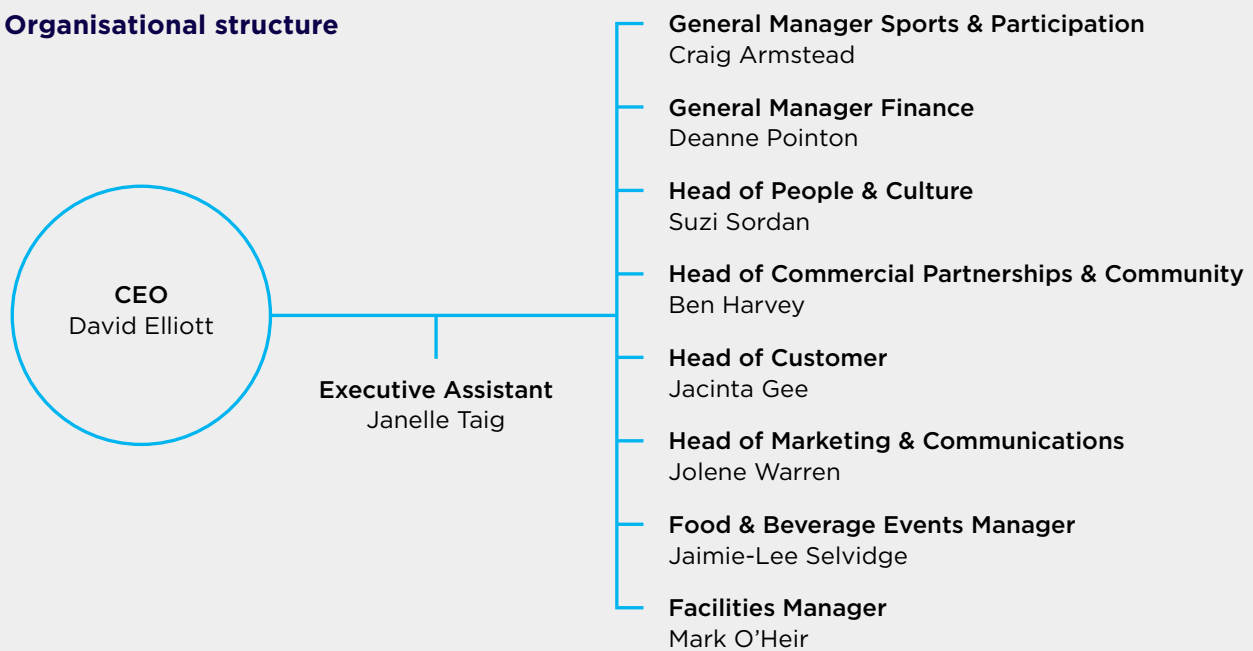 Organisational structure
CEO
David Elliott
Executive Assistant
Janelle Taig
General Manager Sports & Participation
Craig Armstead
General Manager Finance
Deanne Pointon
Head of People & Culture
Suzi Sordan
Head of Commercial Partnerships & Community
Ben Harvey
Head of Customer
Jacinta Gee
Head of Marketing & Communications
Jolene Warren
Food & Beverage Events Manager
Jaimie-Lee Selvidge
Facilities Manager
Mark O’Heir